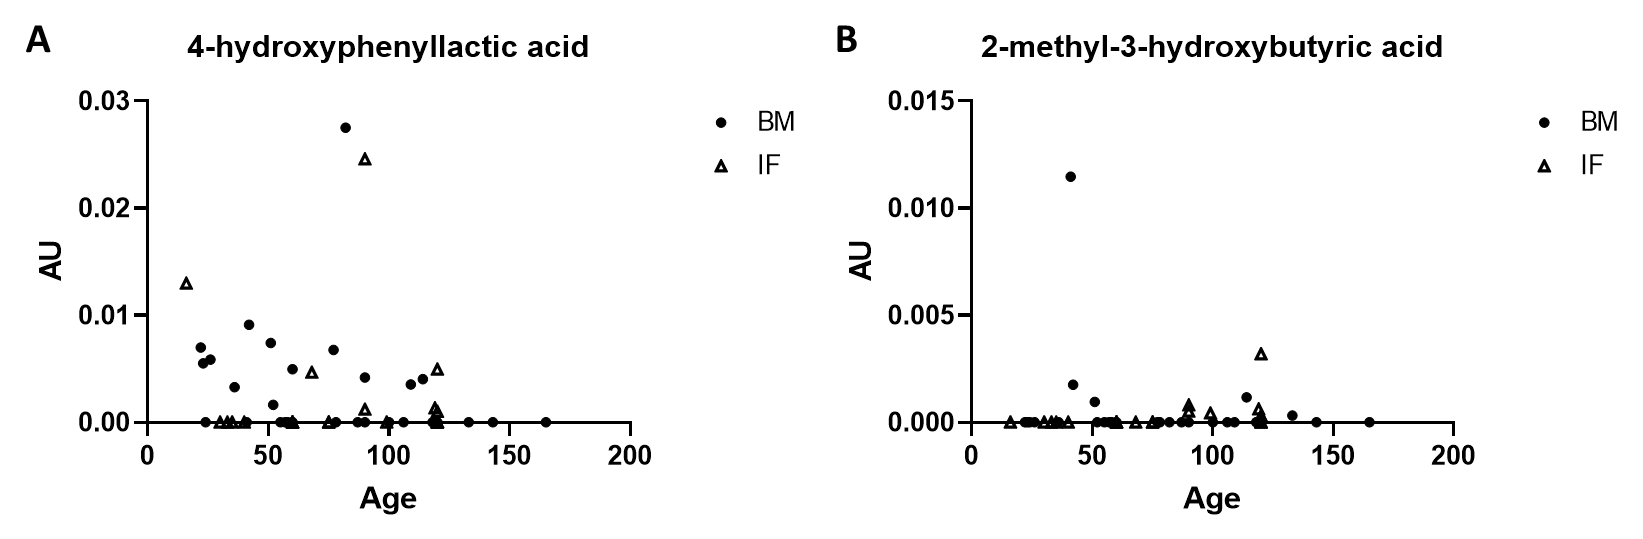 A
4-hydroxyphenyllactic acid
0.03
0.02
0.01
0.00
AU
0 50 100 150 200
Age
BM
IF
B
2-methyl-3-hydroxybutyric acid
0.015
0.010
0.005
0.000
AU
0 50 100 150 200
Age
BM
IF